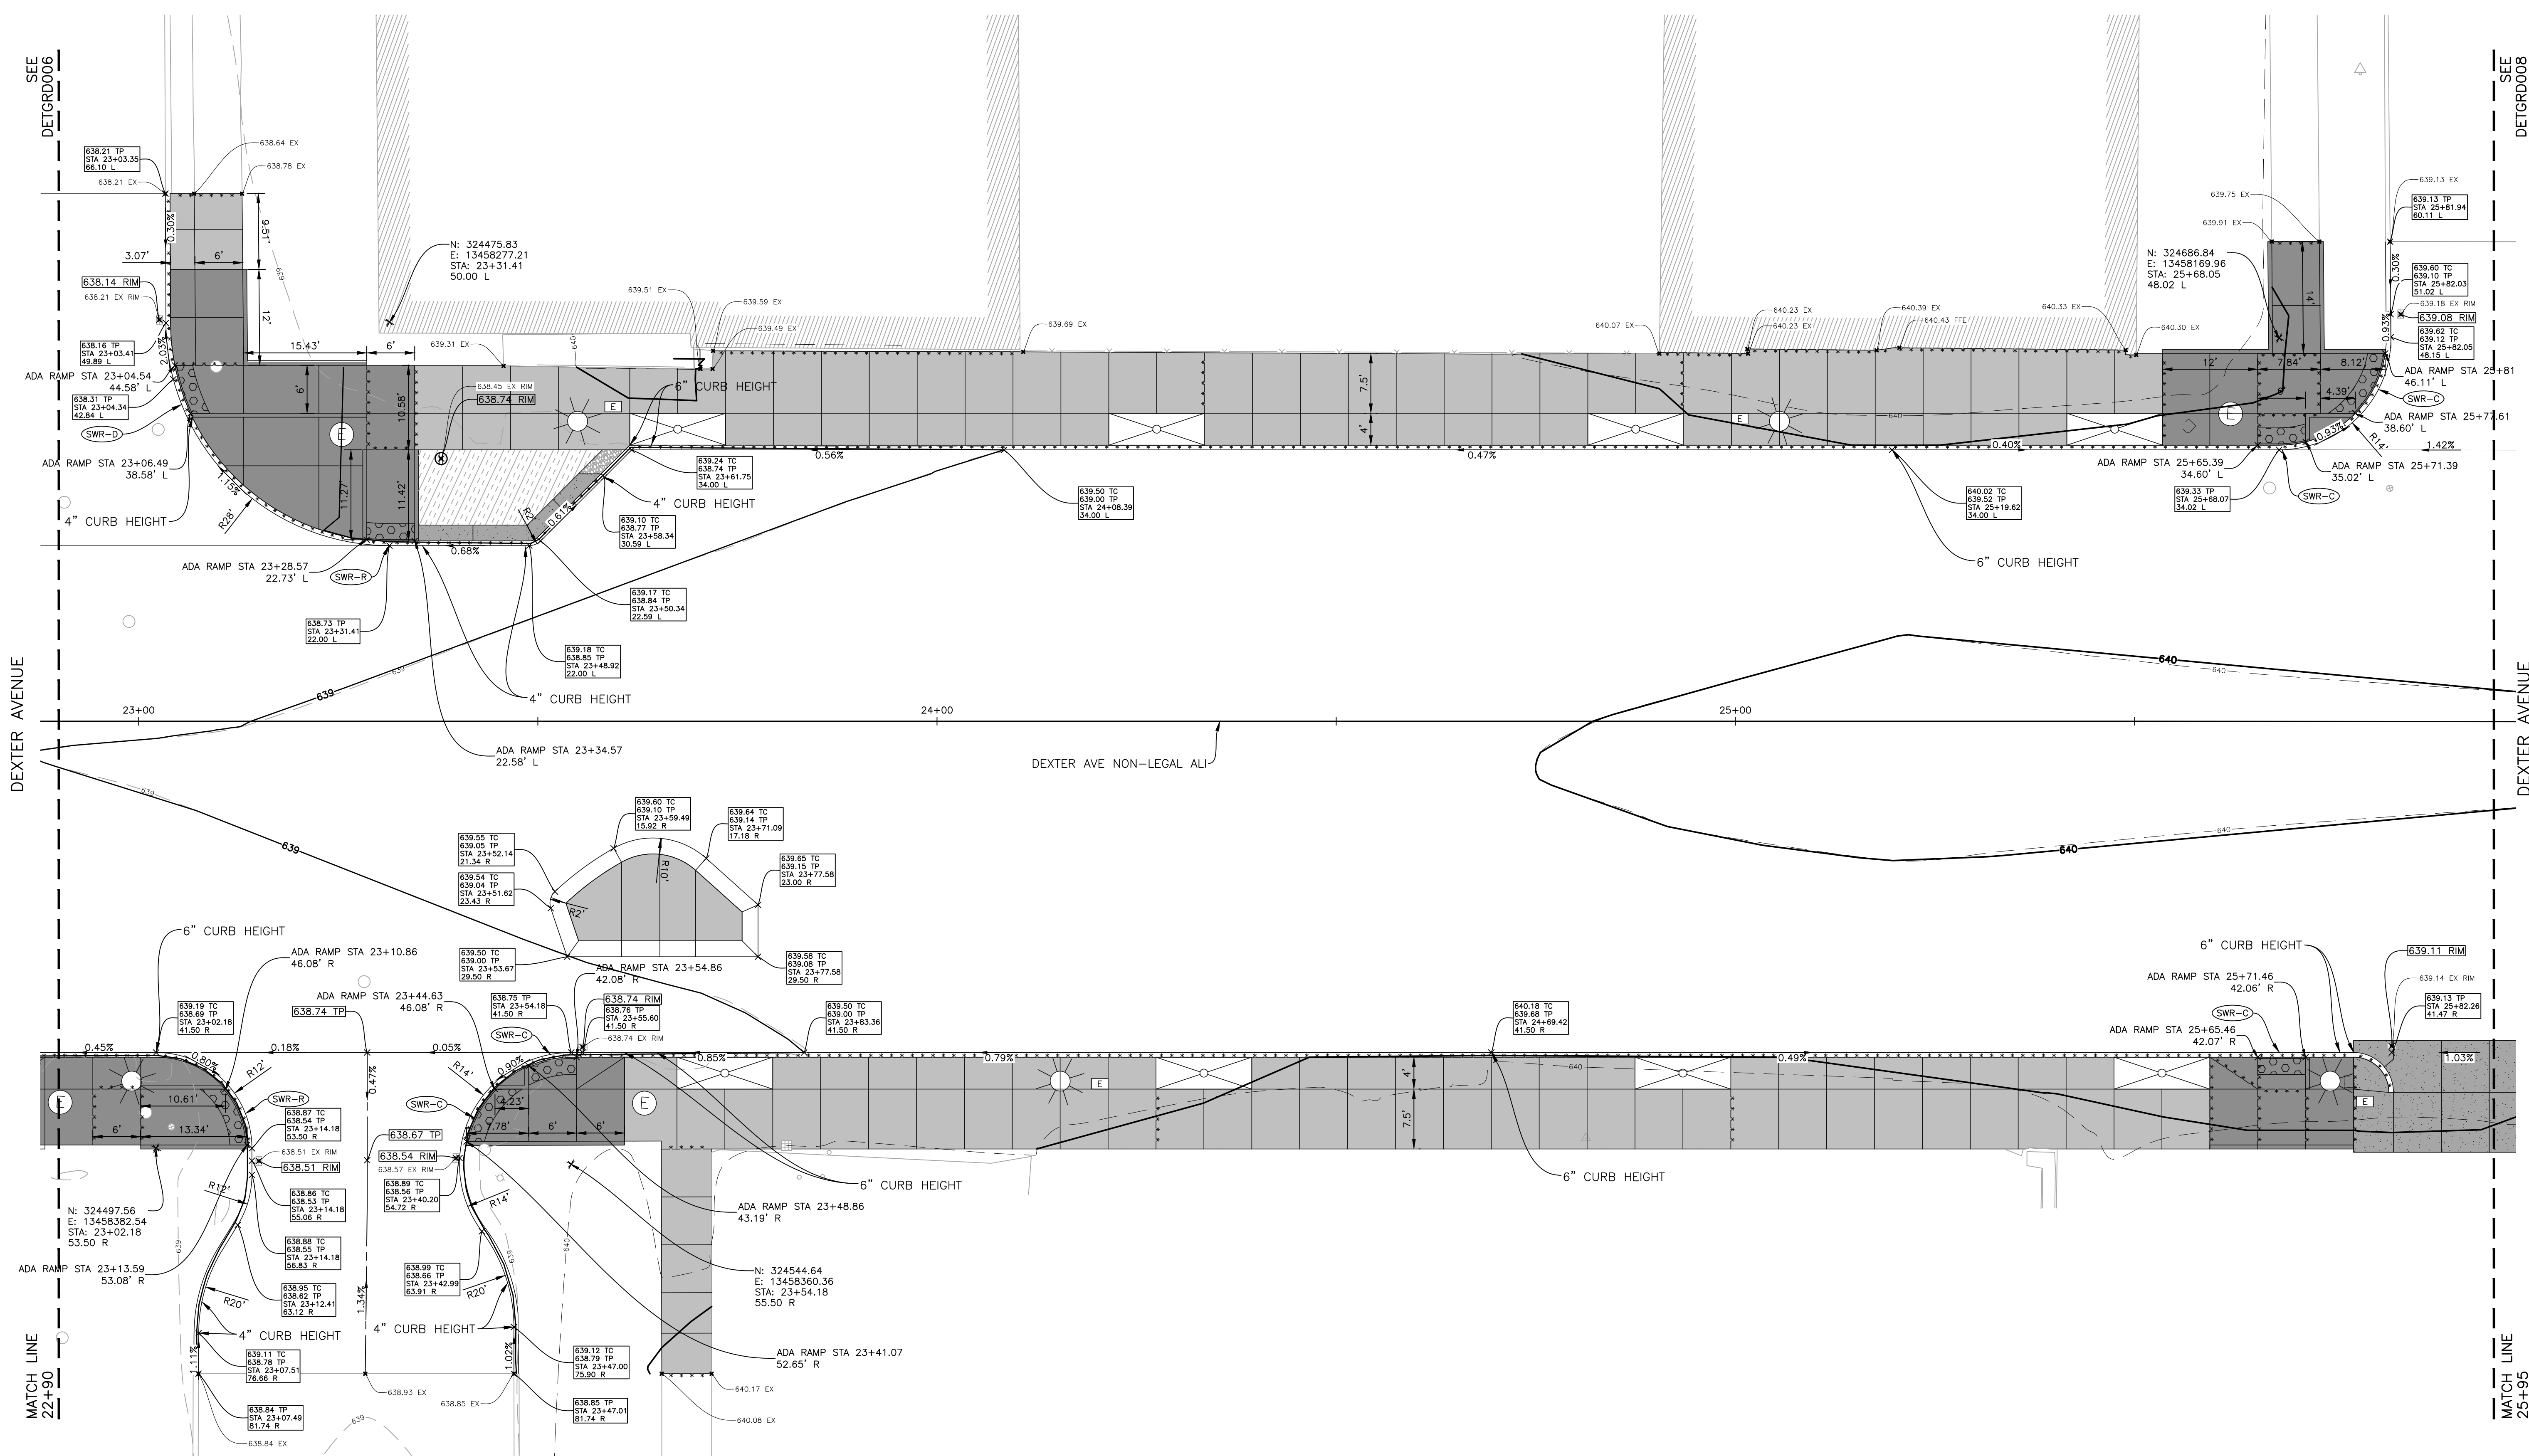 SEE
DETGRD006
SEE
DETGRD008
638.21 TP
STA 23+03.35
66.10 L
638.21 EX
638.64 EX
638.78 EX
0.30%
9.51'
3.07'
6'
12'
638.14 RIM
638.21 EX RIM
638.16 TP
STA 23+03.41
49.89 L
2.03%
15.43'
6'
ADA RAMP STA 23+04.54
44.58' L
638.31 TP
STA 23+04.34
42.84 L
SWR-D
6'
E
10.58'
11.27'
11.42'
ADA RAMP STA 23+06.49
38.58' L
1.15%
R28'
4" CURB HEIGHT
ADA RAMP STA 23+28.57
22.73' L
SWR-R
0.68%
638.73 TP
STA 23+31.41
22.00 L
639
N: 324475.83
E: 13458277.21
STA: 23+31.41
50.00 L
639.31 EX
640
639.51 EX
639.59 EX
639.49 EX
638.45 EX RIM
638.74 RIM
6" CURB HEIGHT
E
639.24 TC
638.74 TP
STA 23+61.75
34.00 L
4" CURB HEIGHT
R2'
0.61%
639.10 TC
638.77 TP
STA 23+58.34
30.59 L
639.17 TC
638.84 TP
STA 23+50.34
22.59 L
639.18 TC
638.85 TP
STA 23+48.92
22.00 L
4" CURB HEIGHT
ADA RAMP STA 23+34.57
22.58' L
639.69 EX
0.56%
639.50 TC
639.00 TP
STA 24+08.39
34.00 L
7.5'
4'
0.47%
640.07 EX
640.23 EX
640.23 EX
640.39 EX
640.43 FFE
640.33 EX
640.30 EX
E
640
0.40%
640.02 TC
639.52 TP
STA 25+19.62
34.00 L
6" CURB HEIGHT
N: 324686.84
E: 13458169.96
STA: 25+68.05
48.02 L
639.75 EX
639.91 EX
14'
12'
7.84'
8.12'
6'
4.39'
E
639.13 EX
639.13 TP
STA 25+81.94
60.11 L
0.30%
639.60 TC
639.10 TP
STA 25+82.03
51.02 L
639.18 EX RIM
639.08 RIM
0.93%
639.62 TC
639.12 TP
STA 25+82.05
48.15 L
ADA RAMP STA 25+81
46.11' L
SWR-C
ADA RAMP STA 25+77.61
38.60' L
0.93%
R14'
1.42%
ADA RAMP STA 25+65.39
34.60' L
ADA RAMP STA 25+71.39
35.02' L
639.33 TP
STA 25+68.07
34.02 L
SWR-C
DEXTER AVENUE
DEXTER AVENUE
23+00
24+00
25+00
639
639
640
640
DEXTER AVE NON-LEGAL ALI
639
639
640
640
639.60 TC
639.10 TP
STA 23+59.49
15.92 R
639.64 TC
639.14 TP
STA 23+71.09
17.18 R
639.55 TC
639.05 TP
STA 23+52.14
21.34 R
R10'
639.65 TC
639.15 TP
STA 23+77.58
23.00 R
639.54 TC
639.04 TP
STA 23+51.62
23.43 R
R2'
639.50 TC
639.00 TP
STA 23+53.67
29.50 R
639.58 TC
639.08 TP
STA 23+77.58
29.50 R
6" CURB HEIGHT
ADA RAMP STA 23+10.86
46.08' R
ADA RAMP STA 23+54.86
42.08' R
ADA RAMP STA 23+44.63
46.08' R
639.19 TC
638.69 TP
STA 23+02.18
41.50 R
638.74 TP
638.75 TP
STA 23+54.18
41.50 R
638.74 RIM
638.76 TP
STA 23+55.60
41.50 R
638.74 EX RIM
SWR-C
639.50 TC
639.00 TP
STA 23+83.36
41.50 R
640.18 TC
639.68 TP
STA 24+69.42
41.50 R
0.45%
0.80%
0.18%
0.05%
0.90%
0.85%
0.79%
0.49%
R12'
0.47%
R14'
E
10.61'
6'
13.34'
SWR-R
638.87 TC
638.54 TP
STA 23+14.18
53.50 R
638.51 EX RIM
638.51 RIM
638.86 TC
638.53 TP
STA 23+14.18
55.06 R
638.88 TC
638.55 TP
STA 23+14.18
56.83 R
638.95 TC
638.62 TP
STA 23+12.41
63.12 R
R12'
R20'
N: 324497.56
E: 13458382.54
STA: 23+02.18
53.50 R
ADA RAMP STA 23+13.59
53.08' R
639
4" CURB HEIGHT
4" CURB HEIGHT
639.11 TC
638.78 TP
STA 23+07.51
76.66 R
1.11%
638.84 TP
STA 23+07.49
81.74 R
638.84 EX
1.34%
638.93 EX
639
SWR-C
4.23'
7.78'
6'
6'
E
638.67 TP
638.54 RIM
638.57 EX RIM
638.89 TC
638.56 TP
STA 23+40.20
54.72 R
R14'
638.99 TC
638.66 TP
STA 23+42.99
63.91 R
R20'
639
640
1.02%
639.12 TC
638.79 TP
STA 23+47.00
75.90 R
638.85 TP
STA 23+47.01
81.74 R
638.85 EX
6" CURB HEIGHT
ADA RAMP STA 23+48.86
43.19' R
N: 324544.64
E: 13458360.36
STA: 23+54.18
55.50 R
ADA RAMP STA 23+41.07
52.65' R
640.17 EX
640.08 EX
E
4'
7.5'
640
6" CURB HEIGHT
6" CURB HEIGHT
639.11 RIM
639.14 EX RIM
ADA RAMP STA 25+71.46
42.06' R
639.13 TP
STA 25+82.26
41.47 R
SWR-C
ADA RAMP STA 25+65.46
42.07' R
1.03%
E
MATCH LINE
22+90
MATCH LINE
25+95